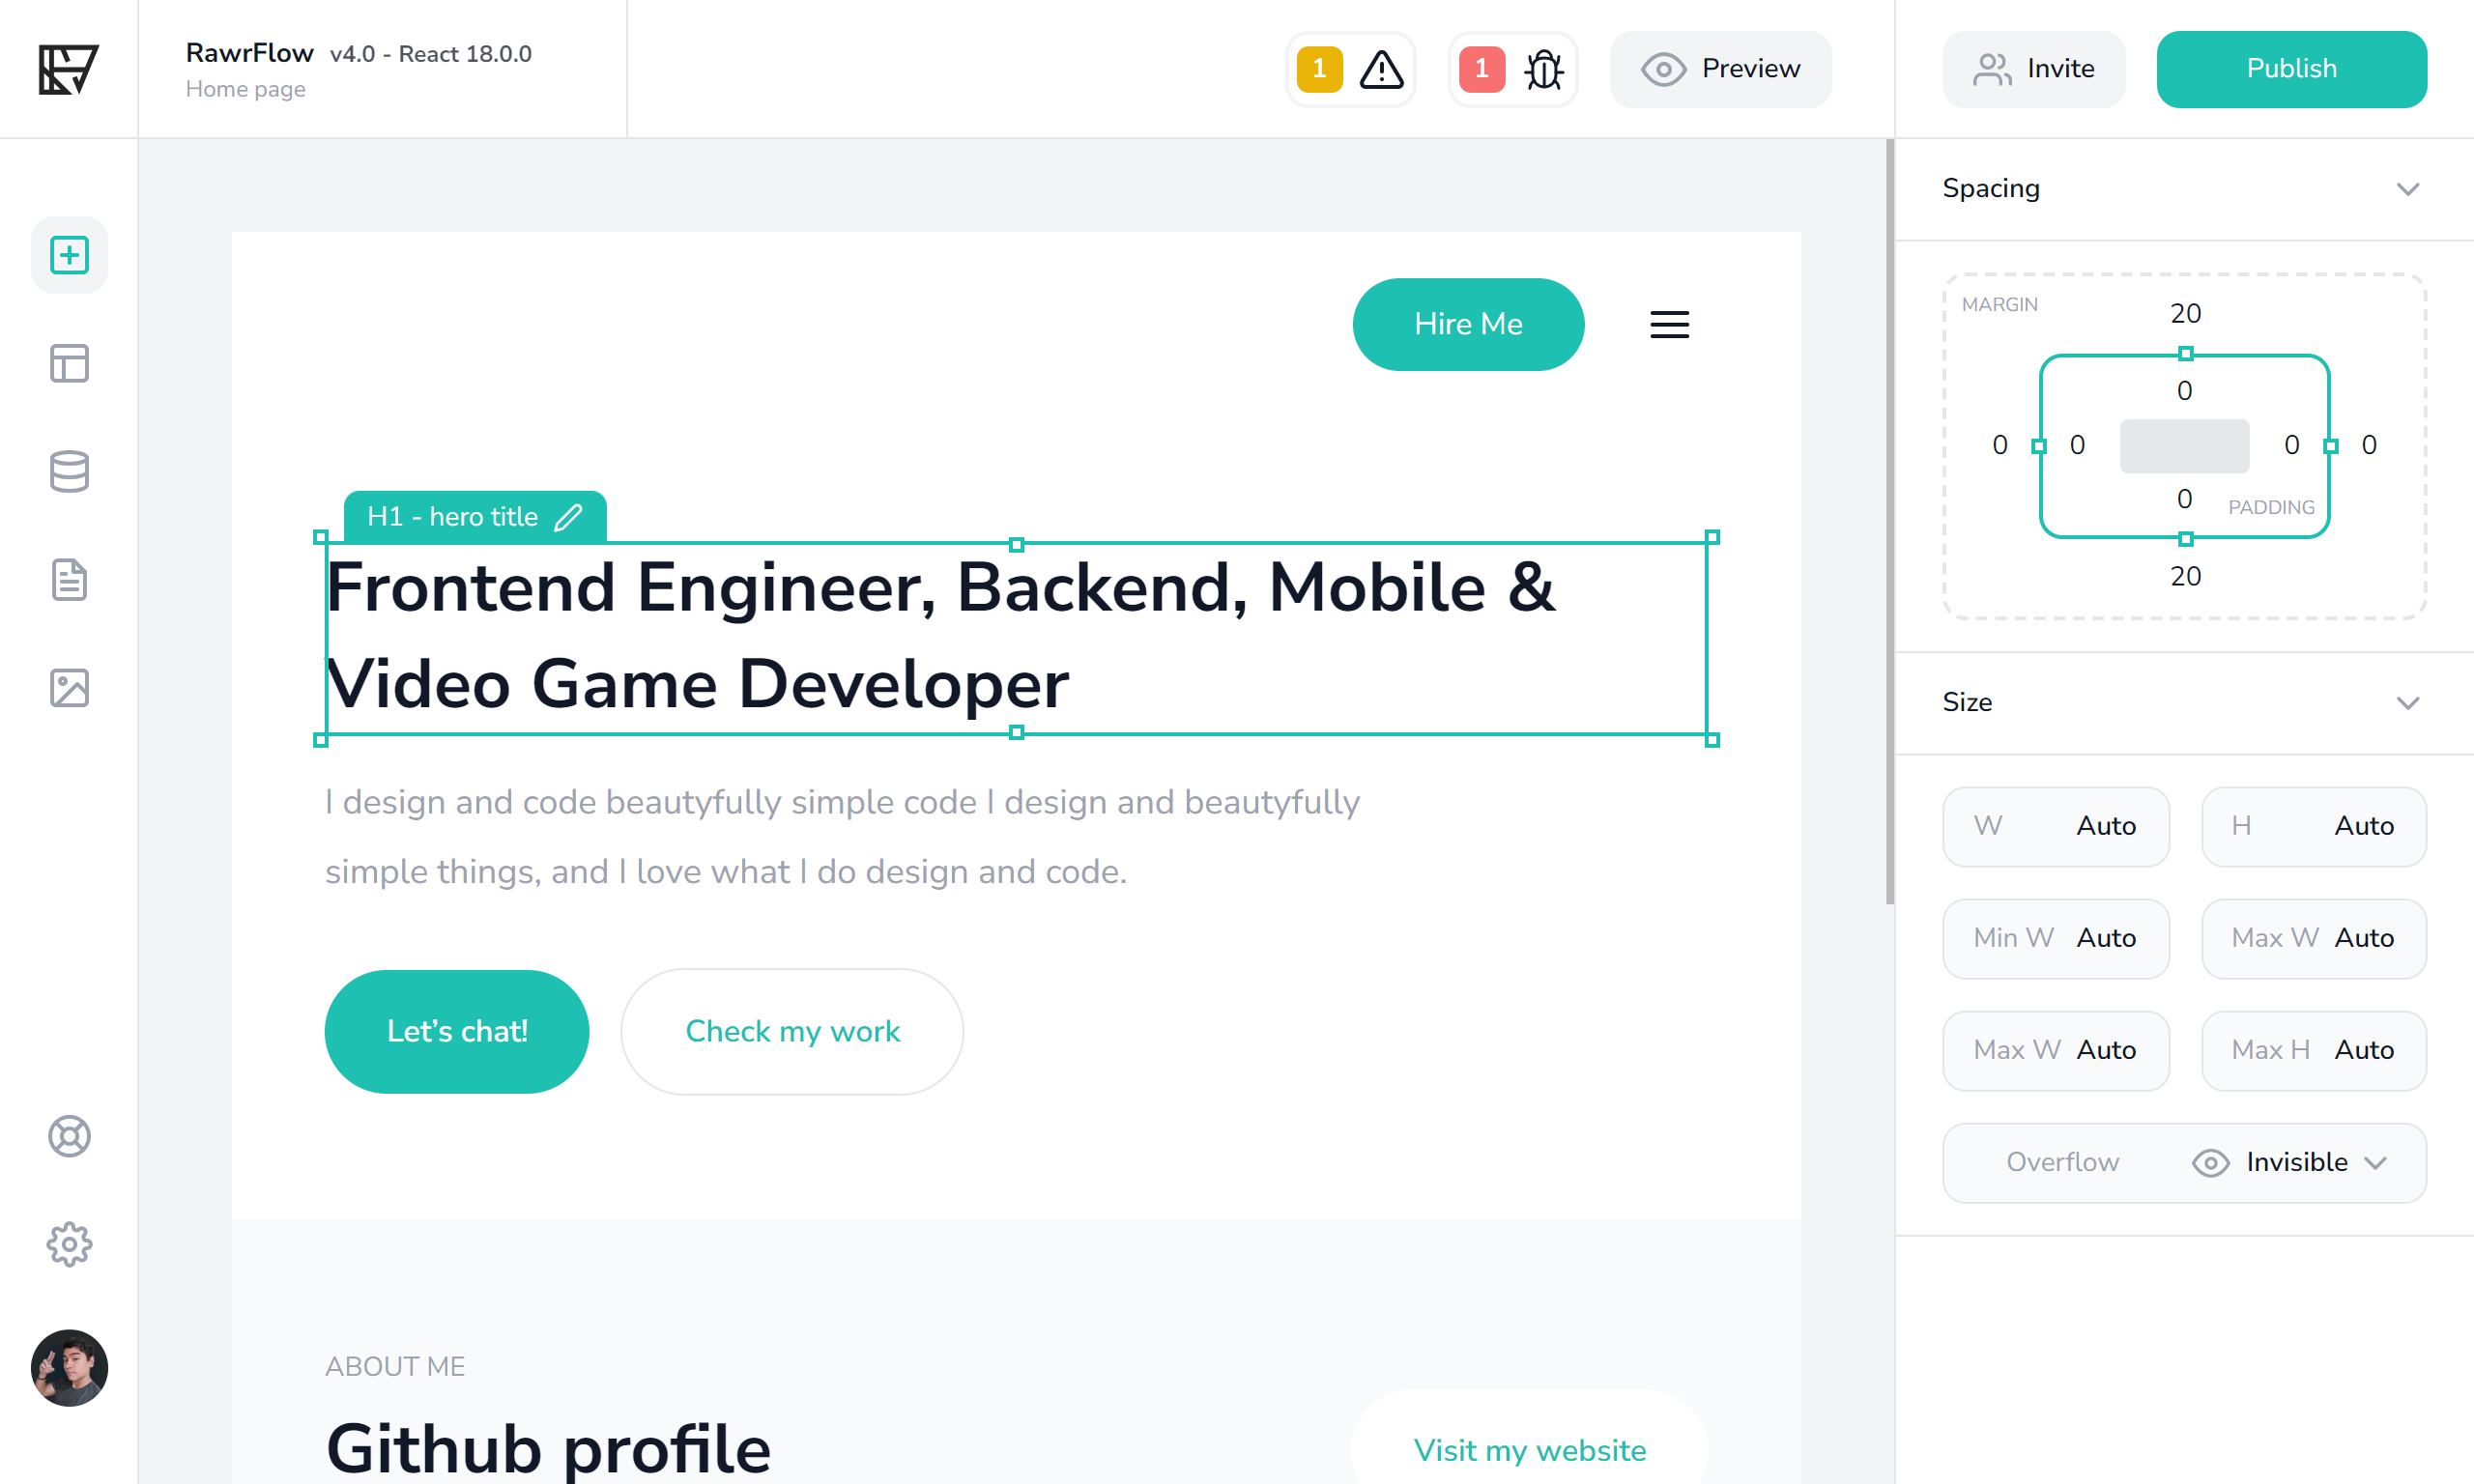 RawrFlow v4.0 - React 18.0.0
Home page
1
1
Preview
Invite
Publish
Hire Me
H1 - hero title
Frontend Engineer, Backend, Mobile &
Video Game Developer
I design and code beautyfully simple code I design and beautyfully
simple things, and I love what I do design and code.
Let's chat!
Check my work
ABOUT ME
Github profile
Visit my website
Spacing
MARGIN
20
0
0 0 0 0
0
PADDING
20
Size
W Auto
H Auto
Min W Auto
Max W Auto
Max W Auto
Max H Auto
Overflow Invisible